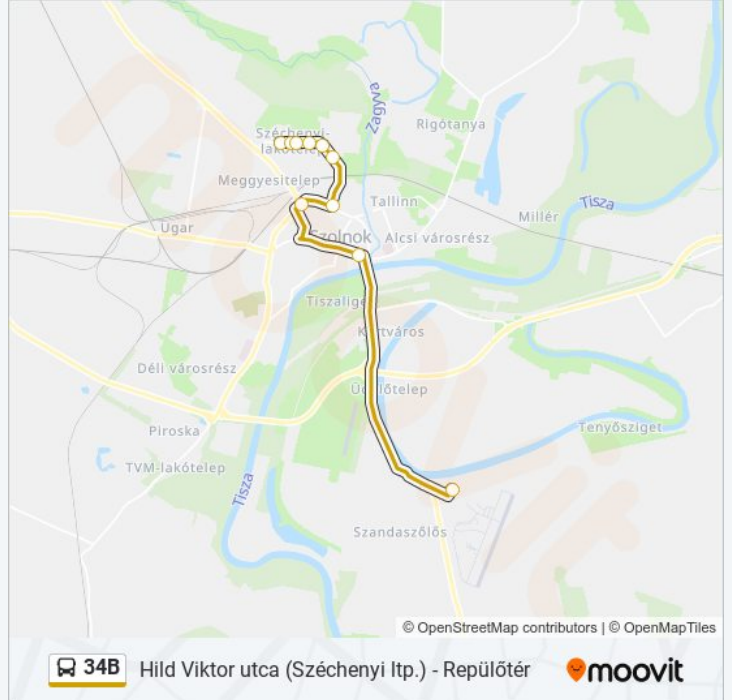 Zagyva
Rigótanya
Széchenyi-
lakótelep
Meggyesitelep
Tallinn
Tisza
Millér
Ugar
Szolnok
Alcsi városrész
Tiszaliget
Kertváros
Déli városrész
Üdülőtelep
Piroska
Tenyősziget
TVM-lakótelep
Tisza
Szandaszőlős
© OpenStreetMap contributors | © OpenMapTiles
34B
Hild Viktor utca (Széchenyi ltp.) - Repülőtér
moovit